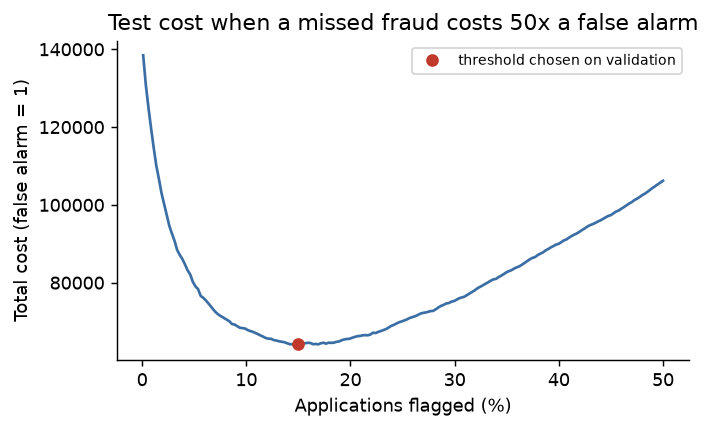 Test cost when a missed fraud costs 50x a false alarm
threshold chosen on validation
Total cost (false alarm = 1)
140000
120000
100000
80000
0 10 20 30 40 50
Applications flagged (%)